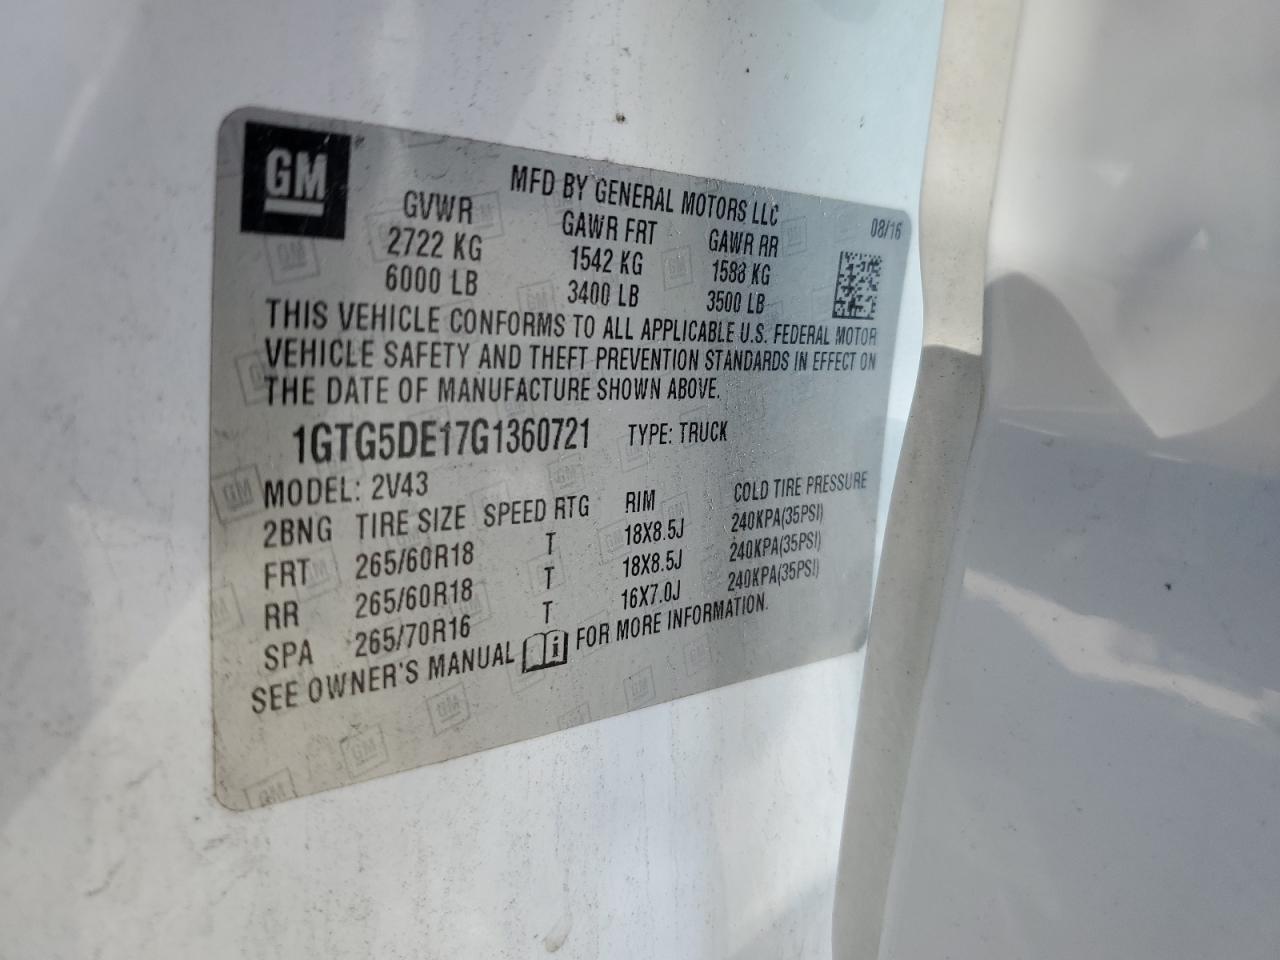 GM
MFD BY GENERAL MOTORS LLC
08/16
GVWR GAWR FRT GAWR RR
2722 KG 1542 KG 1588 KG
6000 LB 3400 LB 3500 LB
THIS VEHICLE CONFORMS TO ALL APPLICABLE U.S. FEDERAL MOTOR
VEHICLE SAFETY AND THEFT PREVENTION STANDARDS IN EFFECT ON
THE DATE OF MANUFACTURE SHOWN ABOVE.
1GTG5DE17G1360721 TYPE: TRUCK
MODEL: 2V43
2BNG TIRE SIZE SPEED RTG RIM COLD TIRE PRESSURE
FRT 265/60R18 T 18X8.5J 240KPA(35PSI)
RR 265/60R18 T 18X8.5J 240KPA(35PSI)
SPA 265/70R16 T 16X7.0J 240KPA(35PSI)
SEE OWNER'S MANUAL FOR MORE INFORMATION.